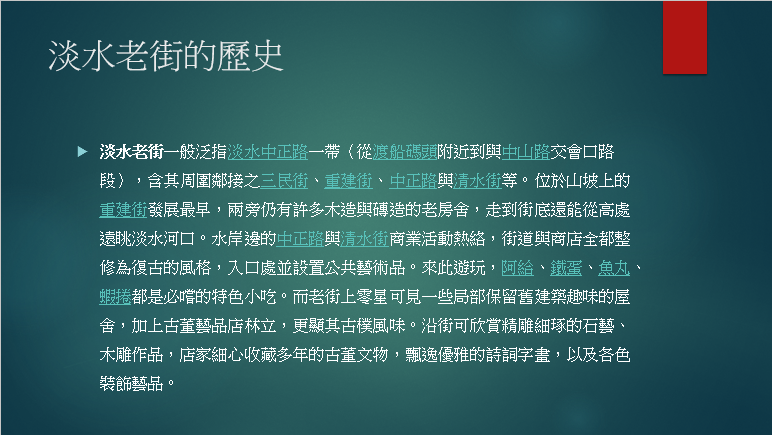 淡水老街的歷史
淡水老街一般泛指淡水中正路一帶（從渡船碼頭附近到與中山路交會口路
段），含其周圍鄰接之三民街、重建街、中正路與清水街等。位於山坡上的
重建街發展最早，兩旁仍有許多木造與磚造的老房舍，走到街底還能從高處
遠眺淡水河口。水岸邊的中正路與清水街商業活動熱絡，街道與商店全都整
修為復古的風格，入口處並設置公共藝術品。來此遊玩，阿給、鐵蛋、魚丸、
蝦捲都是必嚐的特色小吃。而老街上零星可見一些局部保留舊建築趣味的屋
舍，加上古董藝品店林立，更顯其古樸風味。沿街可欣賞精雕細琢的石藝、
木雕作品，店家細心收藏多年的古董文物，飄逸優雅的詩詞字畫，以及各色
裝飾藝品。